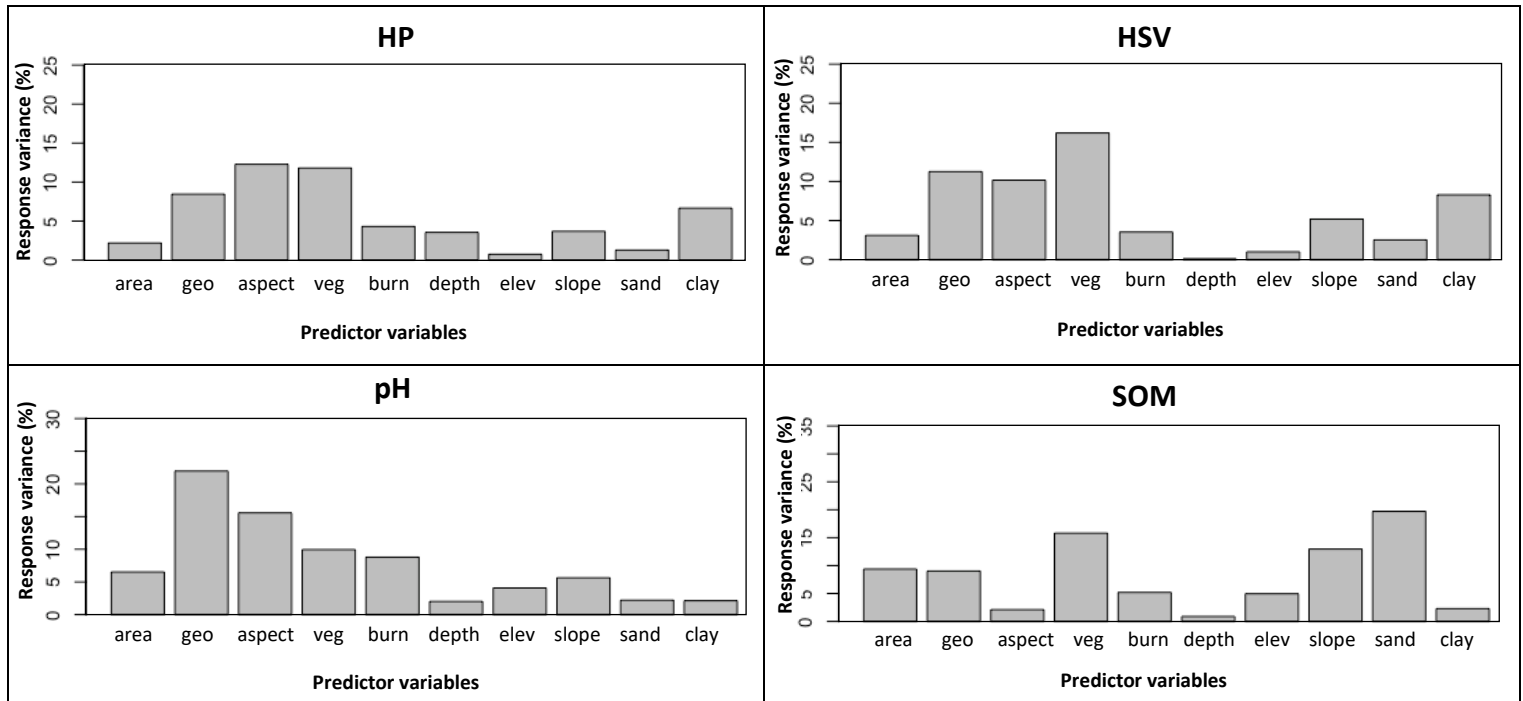 HP
Response variance (%)
25
20
15
10
5
0
area geo aspect veg burn depth elev slope sand clay
Predictor variables
HSV
Response variance (%)
25
20
15
10
5
0
area geo aspect veg burn depth elev slope sand clay
Predictor variables
pH
Response variance (%)
30
20
10
5
0
area geo aspect veg burn depth elev slope sand clay
Predictor variables
SOM
Response variance (%)
35
25
15
5
0
area geo aspect veg burn depth elev slope sand clay
Predictor variables